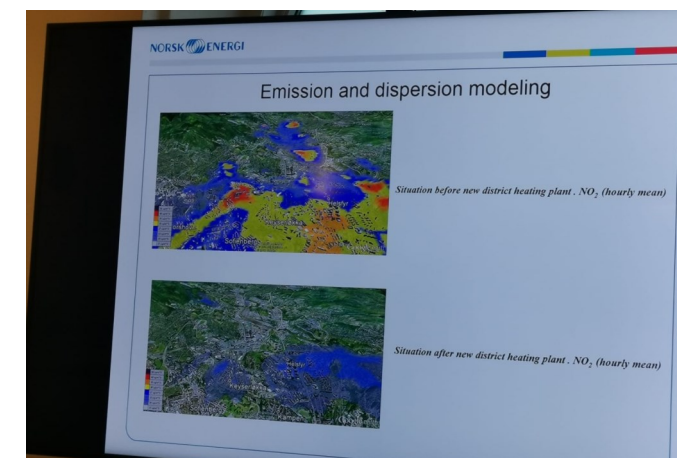 NORSK ENERGI
Emission and dispersion modeling
Situation before new district heating plant . NO₂ (hourly mean)
Situation after new district heating plant . NO₂ (hourly mean)